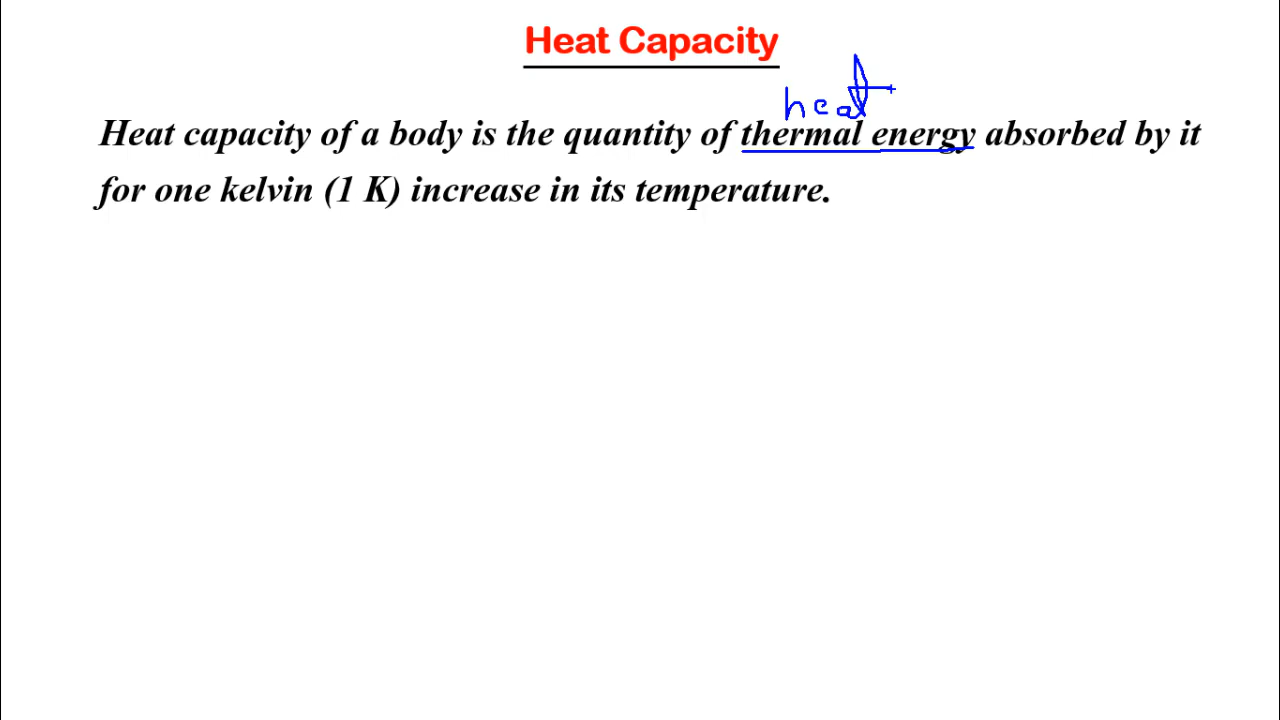 Heat Capacity
heat
Heat capacity of a body is the quantity of thermal energy absorbed by it
for one kelvin (1 K) increase in its temperature.